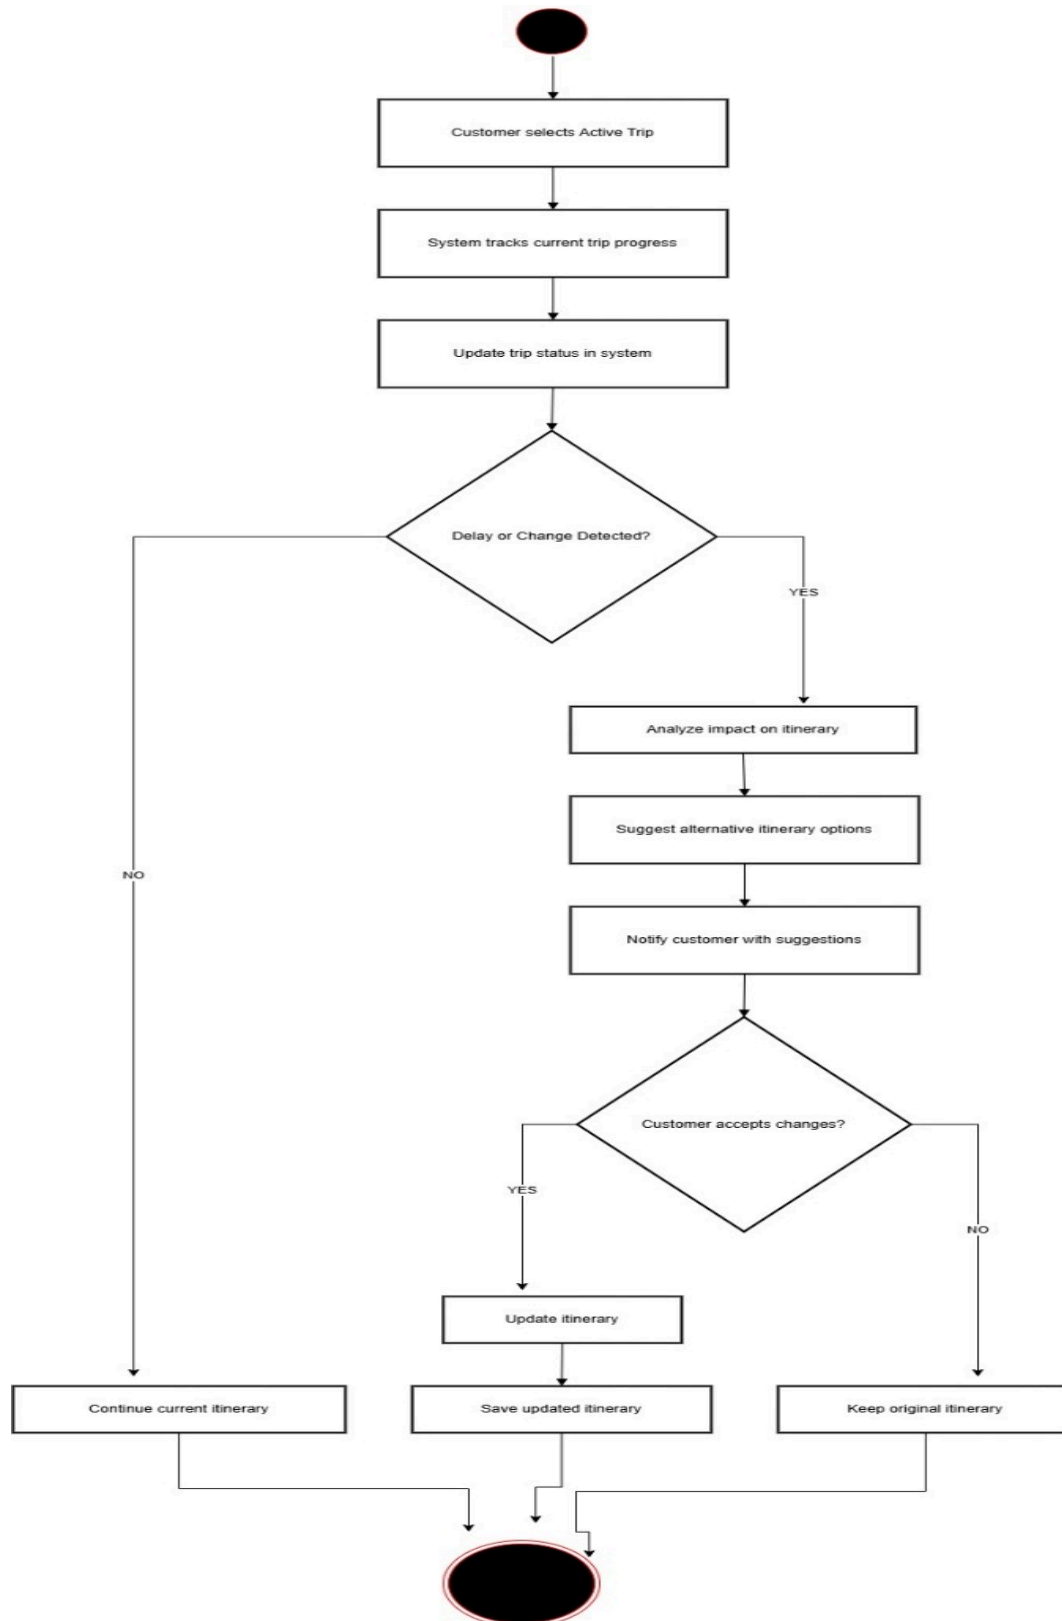 Customer selects Active Trip
System tracks current trip progress
Update trip status in system
Delay or Change Detected?
YES
Analyze impact on itinerary
Suggest alternative itinerary options
NO
Notify customer with suggestions
Customer accepts changes?
YES
NO
Update itinerary
Continue current itinerary
Save updated itinerary
Keep original itinerary